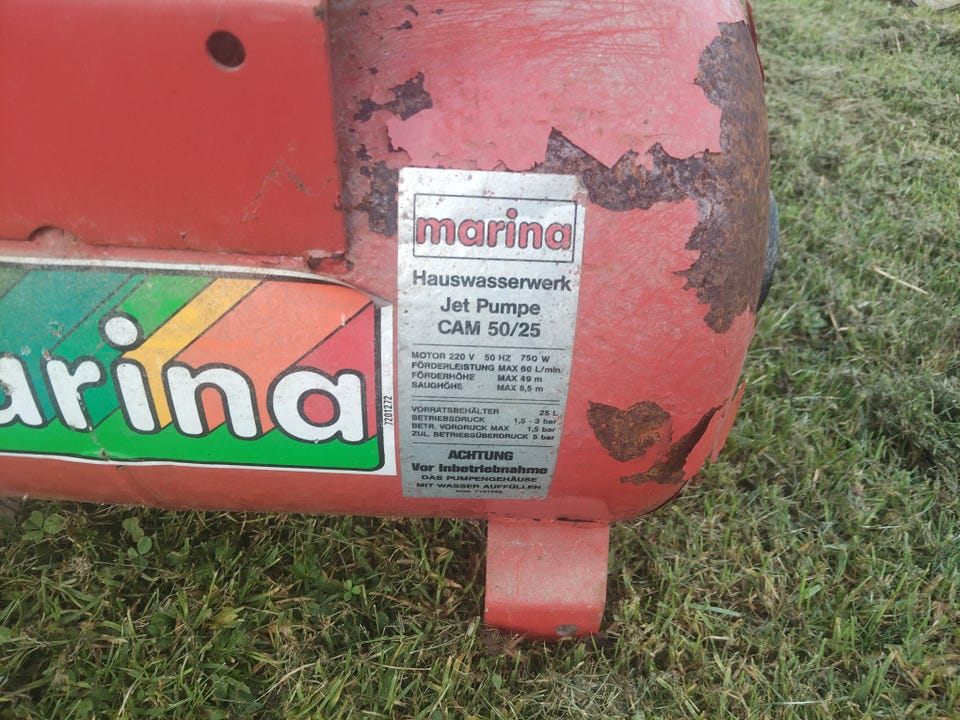 arina
7201272
marina
Hauswasserwerk
Jet Pumpe
CAM 50/25
MOTOR 220 V 50 HZ 750 W
FÖRDERLEISTUNG MAX 60 L/min.
FÖRDERHÖHE MAX 49 m
SAUGHÖHE MAX 8,5 m
VORRATSBEHÄLTER 25 L
BETRIEBSDRUCK 1,5 - 3 bar
BETR. VORDRUCK MAX 1,5 bar
ZUL. BETRIEBSÜBERDRUCK 5 bar
ACHTUNG
Vor Inbetriebnahme
DAS PUMPENGEHÄUSE
MIT WASSER AUFFÜLLEN